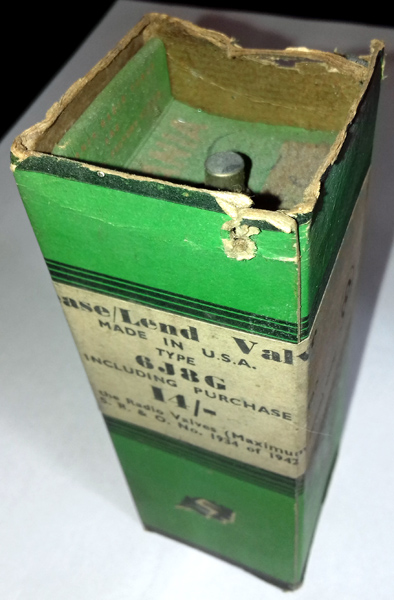 ase/Lend Val
MADE IN U.S.A.
TYPE
6J8G
INCLUDING PURCHASE
14/-
the Radio Valves (Maximum
S. R. & O. No. 1934 of 1942